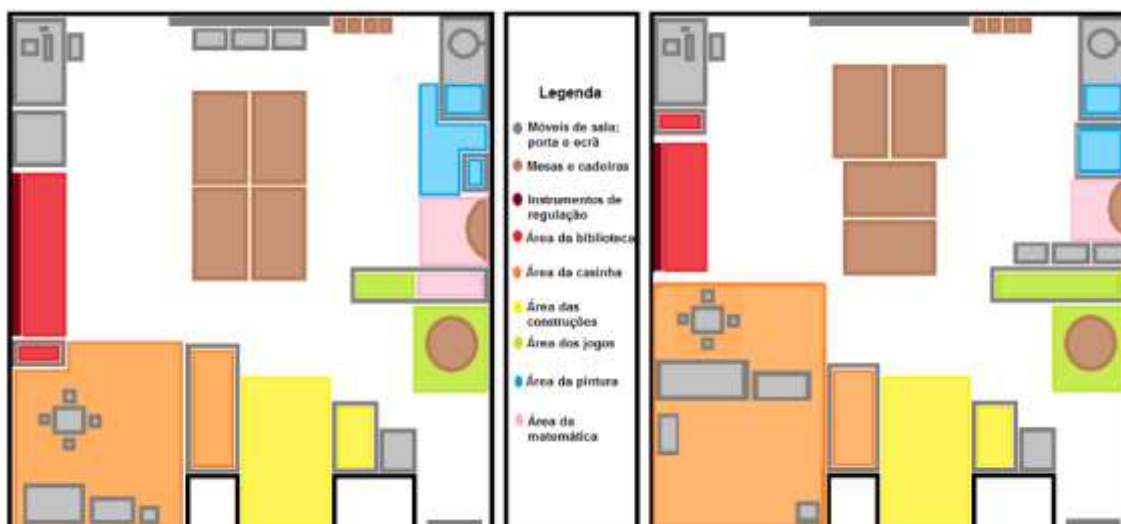 Legenda
Móveis de sala:
porta e ecrã
Mesas e cadeiras
Instrumentos de
regulação
Área da biblioteca
Área da casinha
Área das
construções
Área dos jogos
Área da pintura
Área da
matemática